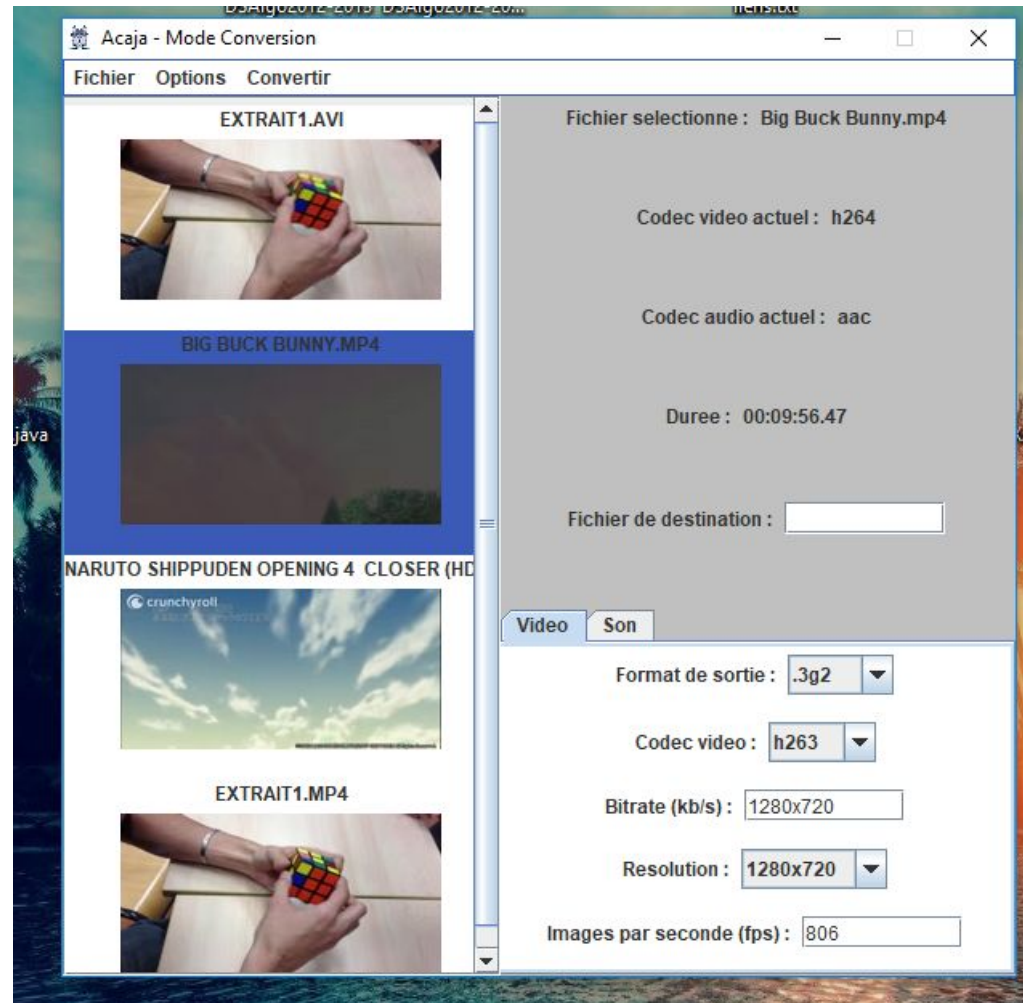 Acaja - Mode Conversion
Fichier Options Convertir
EXTRAIT1.AVI
BIG BUCK BUNNY.MP4
NARUTO SHIPPUDEN OPENING 4 CLOSER (HD
crunchyroll
EXTRAIT1.MP4
Fichier selectionne : Big Buck Bunny.mp4
Codec video actuel : h264
Codec audio actuel : aac
Duree : 00:09:56.47
Fichier de destination :
Video Son
Format de sortie : .3g2
Codec video : h263
Bitrate (kb/s) : 1280x720
Resolution : 1280x720
Images par seconde (fps) : 806
java